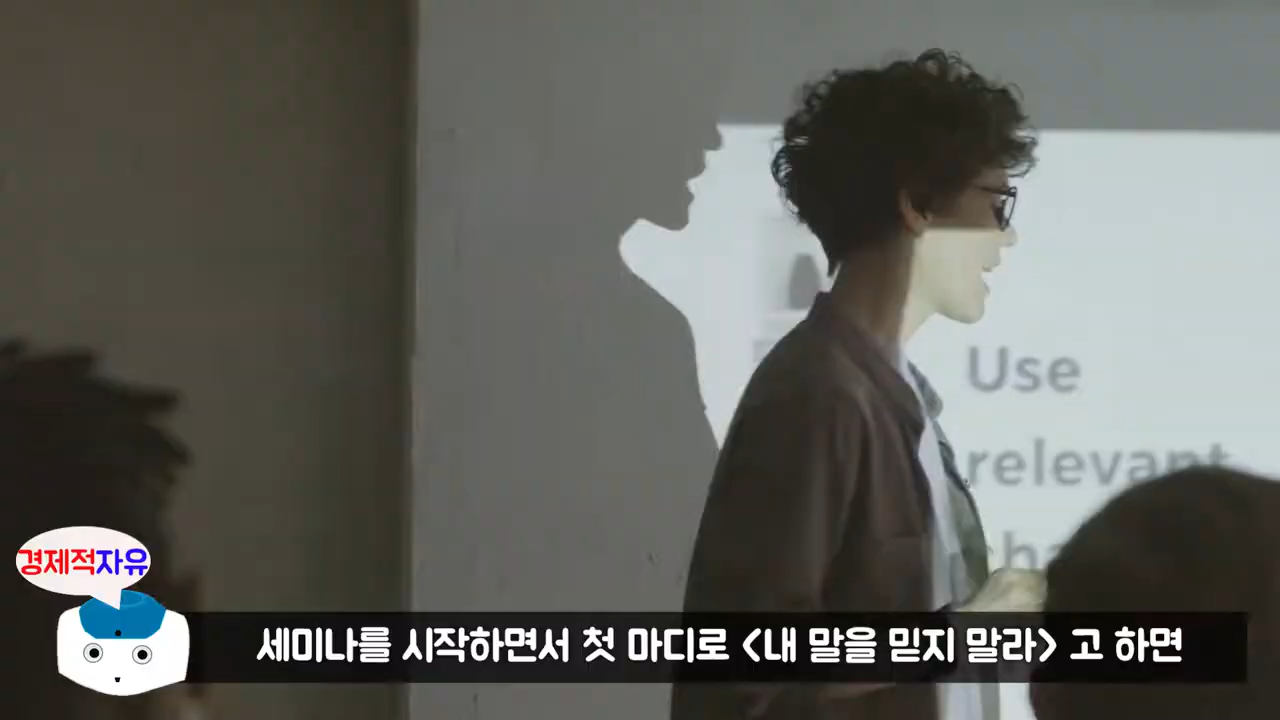 Use
relevant
cha
경제적자유
세미나를 시작하면서 첫 마디로 <내 말을 믿지 말라> 고 하면